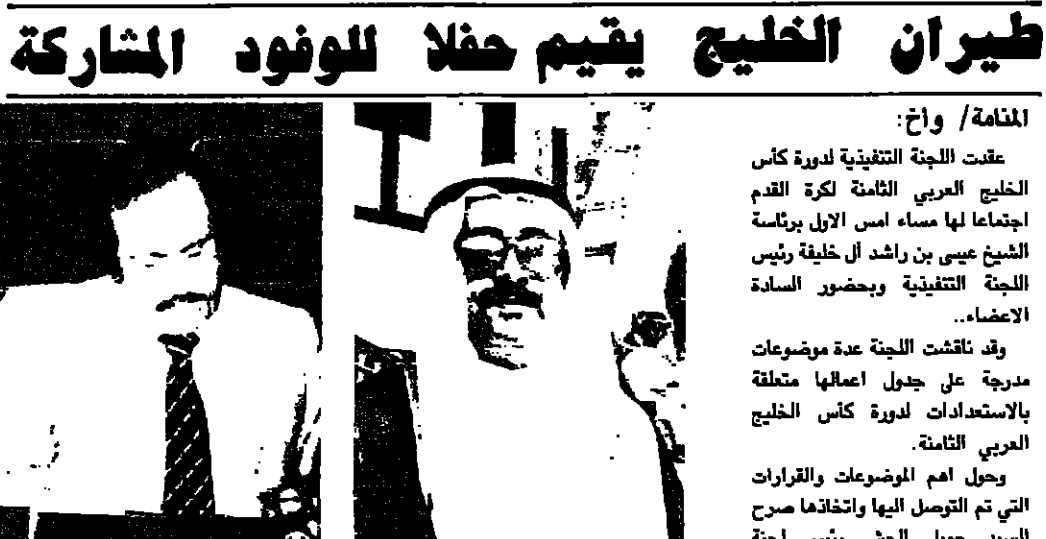 طيران الخليج يقيم حفلا للوفود المشاركة
المنامة/ واخ:
عقدت اللجنة التنفيذية لدورة كأس
الخليج العربي الثامنة لكرة القدم
اجتماعا لها مساء امس الاول برئاسة
الشيخ عيسى بن راشد آل خليفة رئيس
اللجنة التنفيذية وبحضور السادة
الاعضاء..
وقد ناقشت اللجنة عدة موضوعات
مدرجة على جدول اعمالها متعلقة
بالاستعدادات لدورة كأس الخليج
العربي الثامنة.
وحول اهم الموضوعات والقرارات
التي تم التوصل اليها واتخاذها صرح
السيد رئيس لجنة